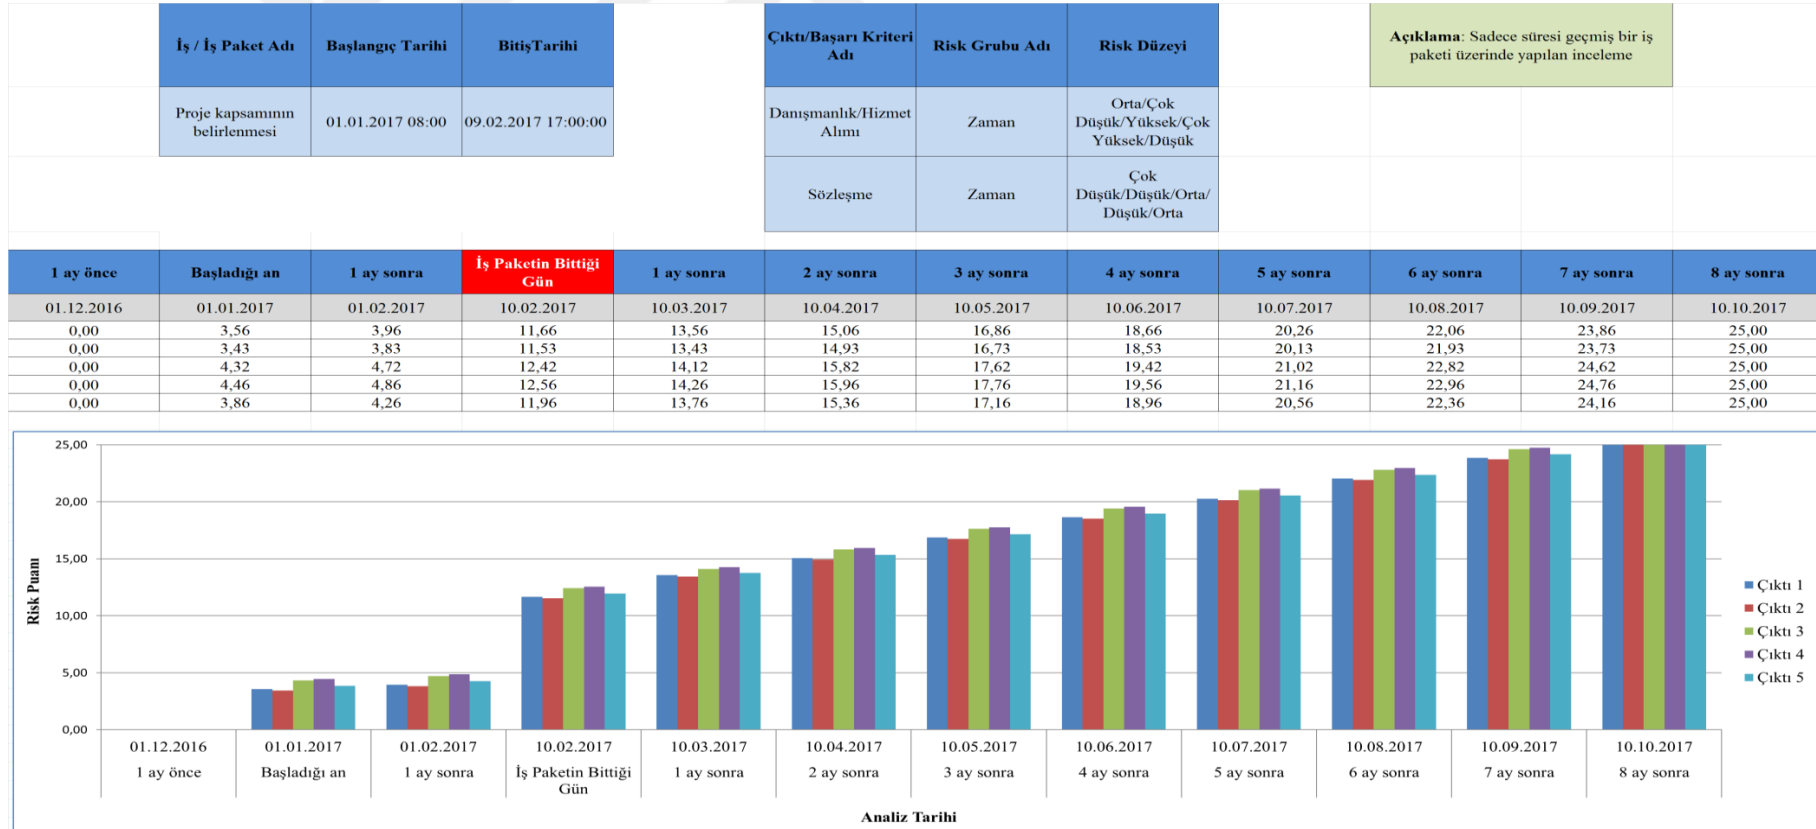 İş / İş Paket Adı Başlangıç Tarihi BitişTarihi
Proje kapsamının
belirlenmesi
01.01.2017 08:00 09.02.2017 17:00:00
Çıktı/Başarı Kriteri
Adı
Risk Grubu Adı Risk Düzeyi
Danışmanlık/Hizmet
Alımı
Zaman
Orta/Çok
Düşük/Yüksek/Çok
Yüksek/Düşük
Sözleşme
Zaman
Çok
Düşük/Düşük/Orta/
Düşük/Orta
Açıklama: Sadece süresi geçmiş bir iş
paketi üzerinde yapılan inceleme
1 ay önce Başladığı an 1 ay sonra İş Paketin Bittiği Gün 1 ay sonra 2 ay sonra 3 ay sonra 4 ay sonra 5 ay sonra 6 ay sonra 7 ay sonra 8 ay sonra
01.12.2016 01.01.2017 01.02.2017 10.02.2017 10.03.2017 10.04.2017 10.05.2017 10.06.2017 10.07.2017 10.08.2017 10.09.2017 10.10.2017
0,00 3,56 3,96 11,66 13,56 15,06 16,86 18,66 20,26 22,06 23,86 25,00
0,00 3,43 3,83 11,53 13,43 14,93 16,73 18,53 20,13 21,93 23,73 25,00
0,00 4,32 4,72 12,42 14,12 15,82 17,62 19,42 21,02 22,82 24,62 25,00
0,00 4,46 4,86 12,56 14,26 15,96 17,76 19,56 21,16 22,96 24,76 25,00
0,00 3,86 4,26 11,96 13,76 15,36 17,16 18,96 20,56 22,36 24,16 25,00
Risk Puanı
25,00
20,00
15,00
10,00
5,00
0,00
01.12.2016 01.01.2017 01.02.2017 10.02.2017 10.03.2017 10.04.2017 10.05.2017 10.06.2017 10.07.2017 10.08.2017 10.09.2017 10.10.2017
1 ay önce Başladığı an 1 ay sonra İş Paketin Bittiği Gün 1 ay sonra 2 ay sonra 3 ay sonra 4 ay sonra 5 ay sonra 6 ay sonra 7 ay sonra 8 ay sonra
Analiz Tarihi
Çıktı 1
Çıktı 2
Çıktı 3
Çıktı 4
Çıktı 5